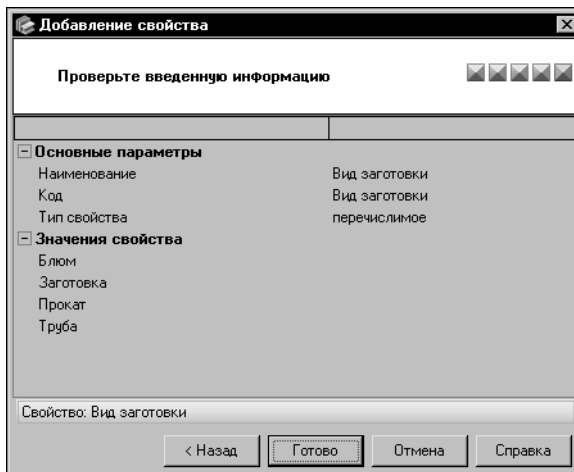 Добавление свойства
Проверьте введенную информацию
Основные параметры
Наименование Вид заготовки
Код Вид заготовки
Тип свойства перечислимое
Значения свойства
Блюм
Заготовка
Прокат
Труба
Свойство: Вид заготовки
< Назад Готово Отмена Справка